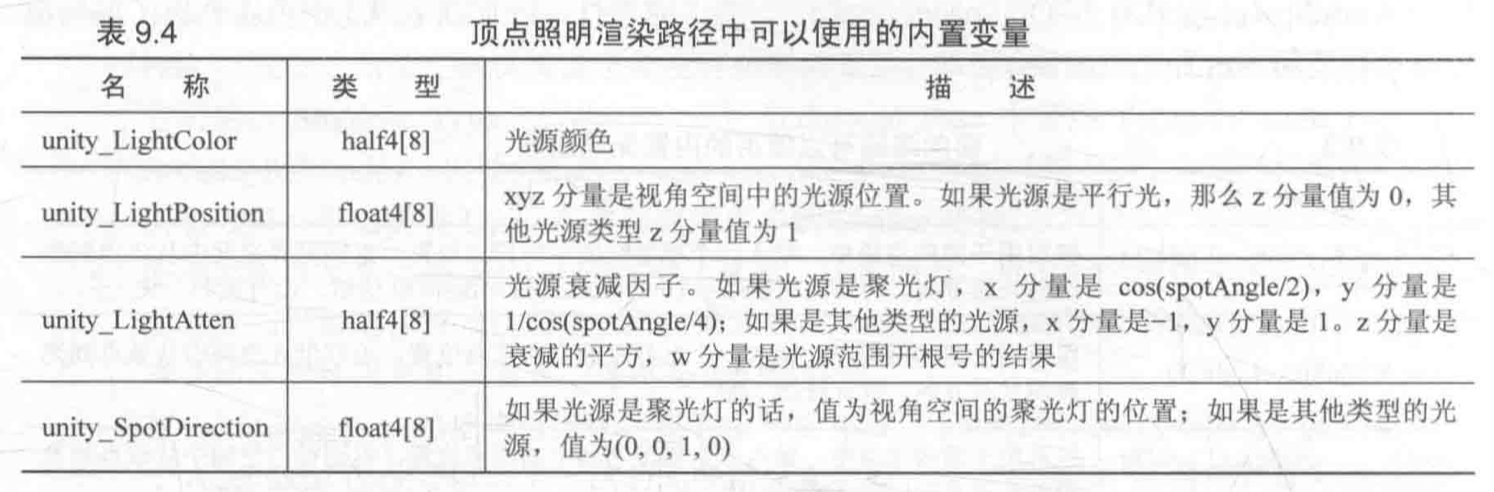 表 9.4 顶点照明渲染路径中可以使用的内置变量
名 称 类 型 描 述
unity_LightColor half4[8] 光源颜色
unity_LightPosition float4[8] xyz 分量是视角空间中的光源位置。如果光源是平行光，那么 z 分量值为 0，其
他光源类型 z 分量值为 1
unity_LightAtten half4[8] 光源衰减因子。如果光源是聚光灯，x 分量是 cos(spotAngle/2)，y 分量是
1/cos(spotAngle/4)；如果是其他类型的光源，x 分量是-1，y 分量是 1。z 分量是
衰减的平方，w 分量是光源范围开根号的结果
unity_SpotDirection float4[8] 如果光源是聚光灯的话，值为视角空间的聚光灯的位置；如果是其他类型的光
源，值为(0, 0, 1, 0)